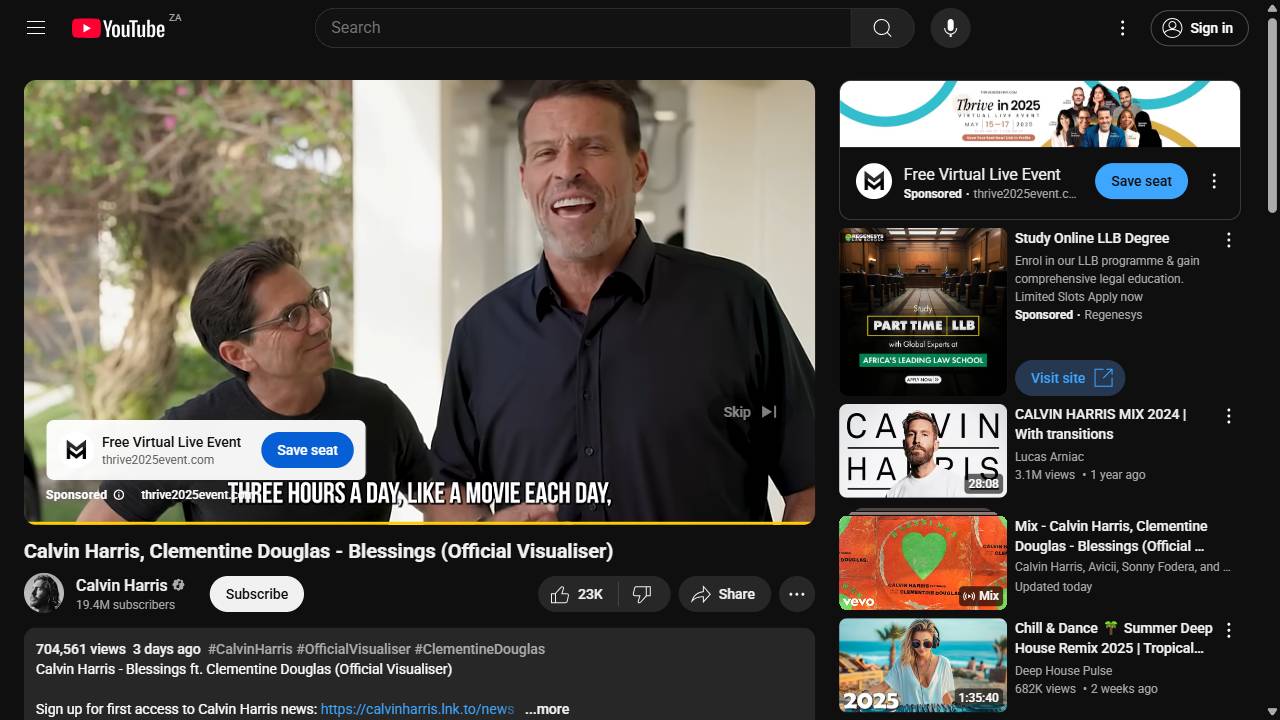 YouTube
ZA
Search
Sign in
THREE HOURS A DAY, LIKE A MOVIE EACH DAY,
Skip
Free Virtual Live Event
thrive2025event.com
Save seat
Sponsored
thrive2025event.com
Calvin Harris, Clementine Douglas - Blessings (Official Visualiser)
Calvin Harris
19.4M subscribers
Subscribe
23K
Share
704,561 views 3 days ago #CalvinHarris #OfficialVisualiser #ClementineDouglas
Calvin Harris - Blessings ft. Clementine Douglas (Official Visualiser)
Sign up for first access to Calvin Harris news: https://calvinharris.lnk.to/news ...more
Thrive in 2025
VIRTUAL LIVE EVENT
MAY 15–17 2025
Free Virtual Live Event
Sponsored · thrive2025event.c...
Save seat
REGENESYS
LAW SCHOOL
Study
PART TIME LLB
with Global Experts at
AFRICA'S LEADING LAW SCHOOL
APPLY NOW
Study Online LLB Degree
Enrol in our LLB programme & gain
comprehensive legal education.
Limited Slots Apply now
Sponsored · Regenesys
Visit site
CALVIN
HARRIS
28:08
CALVIN HARRIS MIX 2024 |
With transitions
Lucas Arniac
3.1M views • 1 year ago
vevo
Mix
Mix - Calvin Harris, Clementine
Douglas - Blessings (Official ...
Calvin Harris, Avicii, Sonny Fodera, and ...
Updated today
2025
1:35:40
Chill & Dance 🌴 Summer Deep
House Remix 2025 | Tropical...
Deep House Pulse
682K views • 2 weeks ago